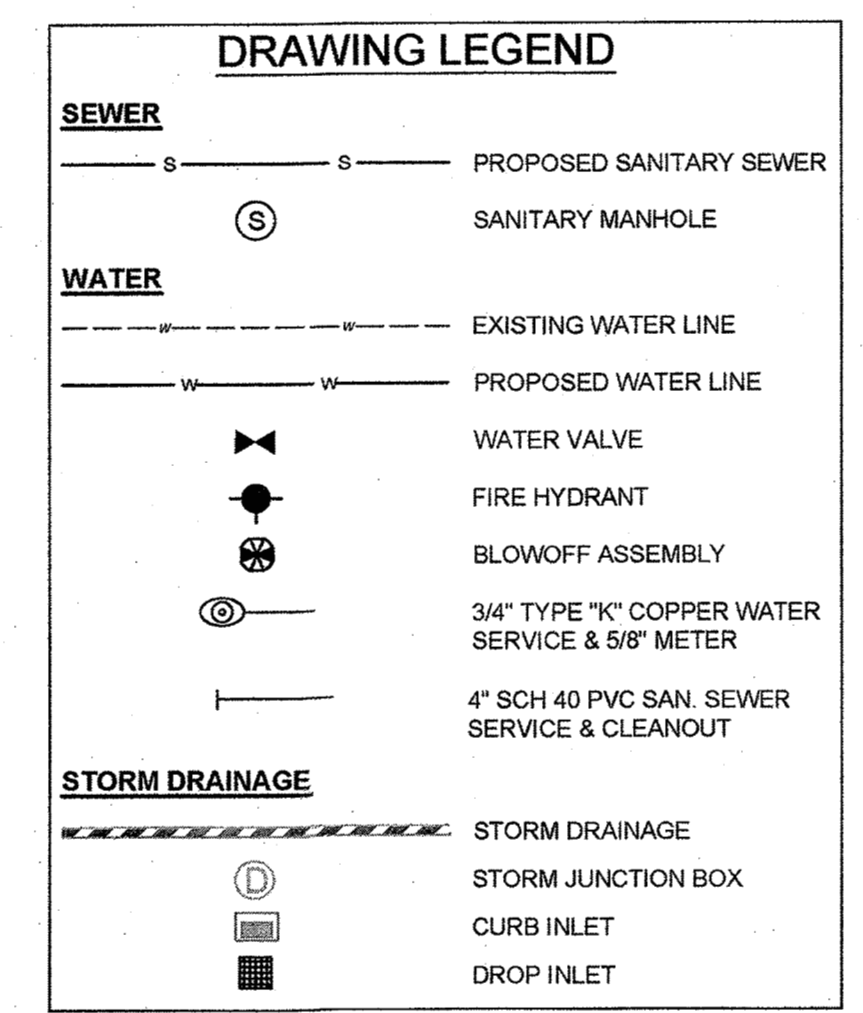 DRAWING LEGEND
SEWER
S S PROPOSED SANITARY SEWER
S SANITARY MANHOLE
WATER
W W EXISTING WATER LINE
W W PROPOSED WATER LINE
WATER VALVE
FIRE HYDRANT
BLOWOFF ASSEMBLY
3/4" TYPE "K" COPPER WATER
SERVICE & 5/8" METER
4" SCH 40 PVC SAN. SEWER
SERVICE & CLEANOUT
STORM DRAINAGE
STORM DRAINAGE
D STORM JUNCTION BOX
CURB INLET
DROP INLET